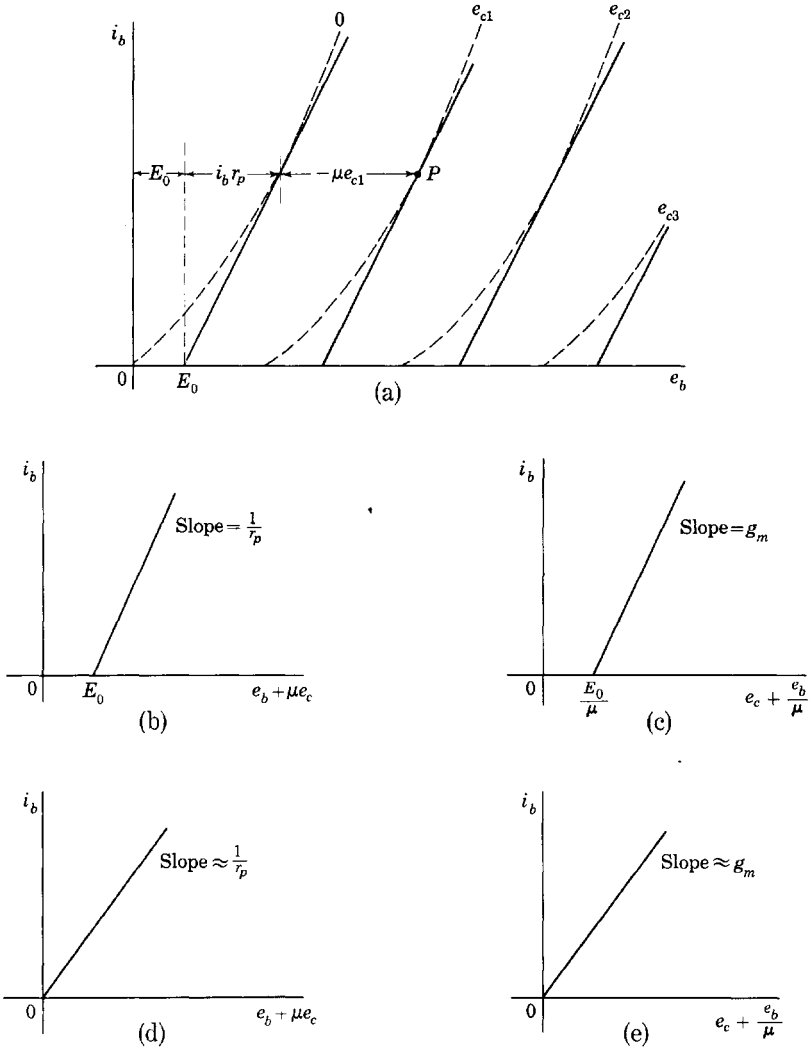 i_b
0
e_c1
e_c2
e_c3
E_0
i_b r_p
-μe_c1
P
0
E_0
e_b
(a)
i_b
Slope = 1/r_p
0
E_0
e_b + μe_c
(b)
i_b
Slope = g_m
0
E_0/μ
e_c + e_b/μ
(c)
i_b
Slope ≈ 1/r_p
0
e_b + μe_c
(d)
i_b
Slope ≈ g_m
0
e_c + e_b/μ
(e)